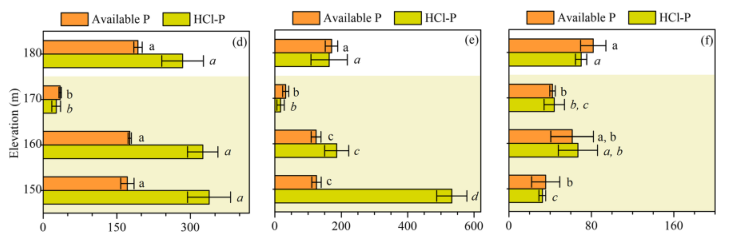 Available P HCl-P Available P HCl-P Available P HCl-P
(d) (e) (f)
180 a a a
a a a
170 b b b
b b b, c
160 a c a, b
a c a, b
150 a c b
a d c
Elevation (m)
0 150 300 0 200 400 600 0 80 160